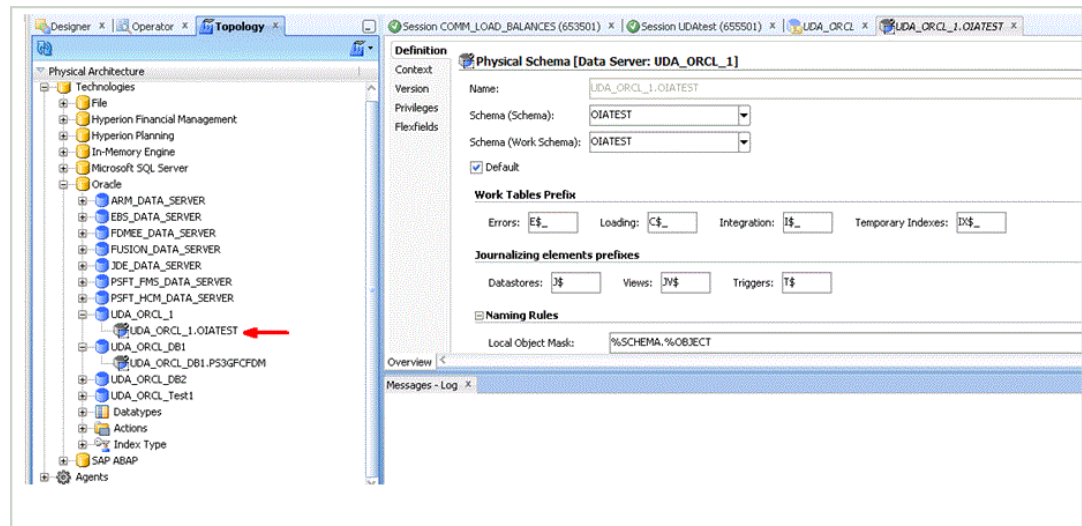 Designer x Operator x Topology x
Physical Architecture
Technologies
File
Hyperion Financial Management
Hyperion Planning
In-Memory Engine
Microsoft SQL Server
Oracle
ARM_DATA_SERVER
EBS_DATA_SERVER
FDMEE_DATA_SERVER
FUSION_DATA_SERVER
JDE_DATA_SERVER
PSFT_FMS_DATA_SERVER
PSFT_HCM_DATA_SERVER
UDA_ORCL_1
UDA_ORCL_1.OIATEST
UDA_ORCL_DB1
UDA_ORCL_DB1.PS3GFCFDM
UDA_ORCL_DB2
UDA_ORCL_Test1
Datatypes
Actions
Index Type
SAP ABAP
Agents
Session COMM_LOAD_BALANCES (653501) x Session UDAtest (655501) x UDA_ORCL x UDA_ORCL_1.OIATEST x
Definition
Context
Version
Privileges
Flexfields
Physical Schema [Data Server: UDA_ORCL_1]
Name: UDA_ORCL_1.OIATEST
Schema (Schema): OIATEST
Schema (Work Schema): OIATEST
Default
Work Tables Prefix
Errors: E$_ Loading: C$_ Integration: I$_ Temporary Indexes: IX$_
Journalizing elements prefixes
Datastores: J$ Views: JV$ Triggers: T$
Naming Rules
Local Object Mask: %SCHEMA.%OBJECT
Overview
Messages - Log x